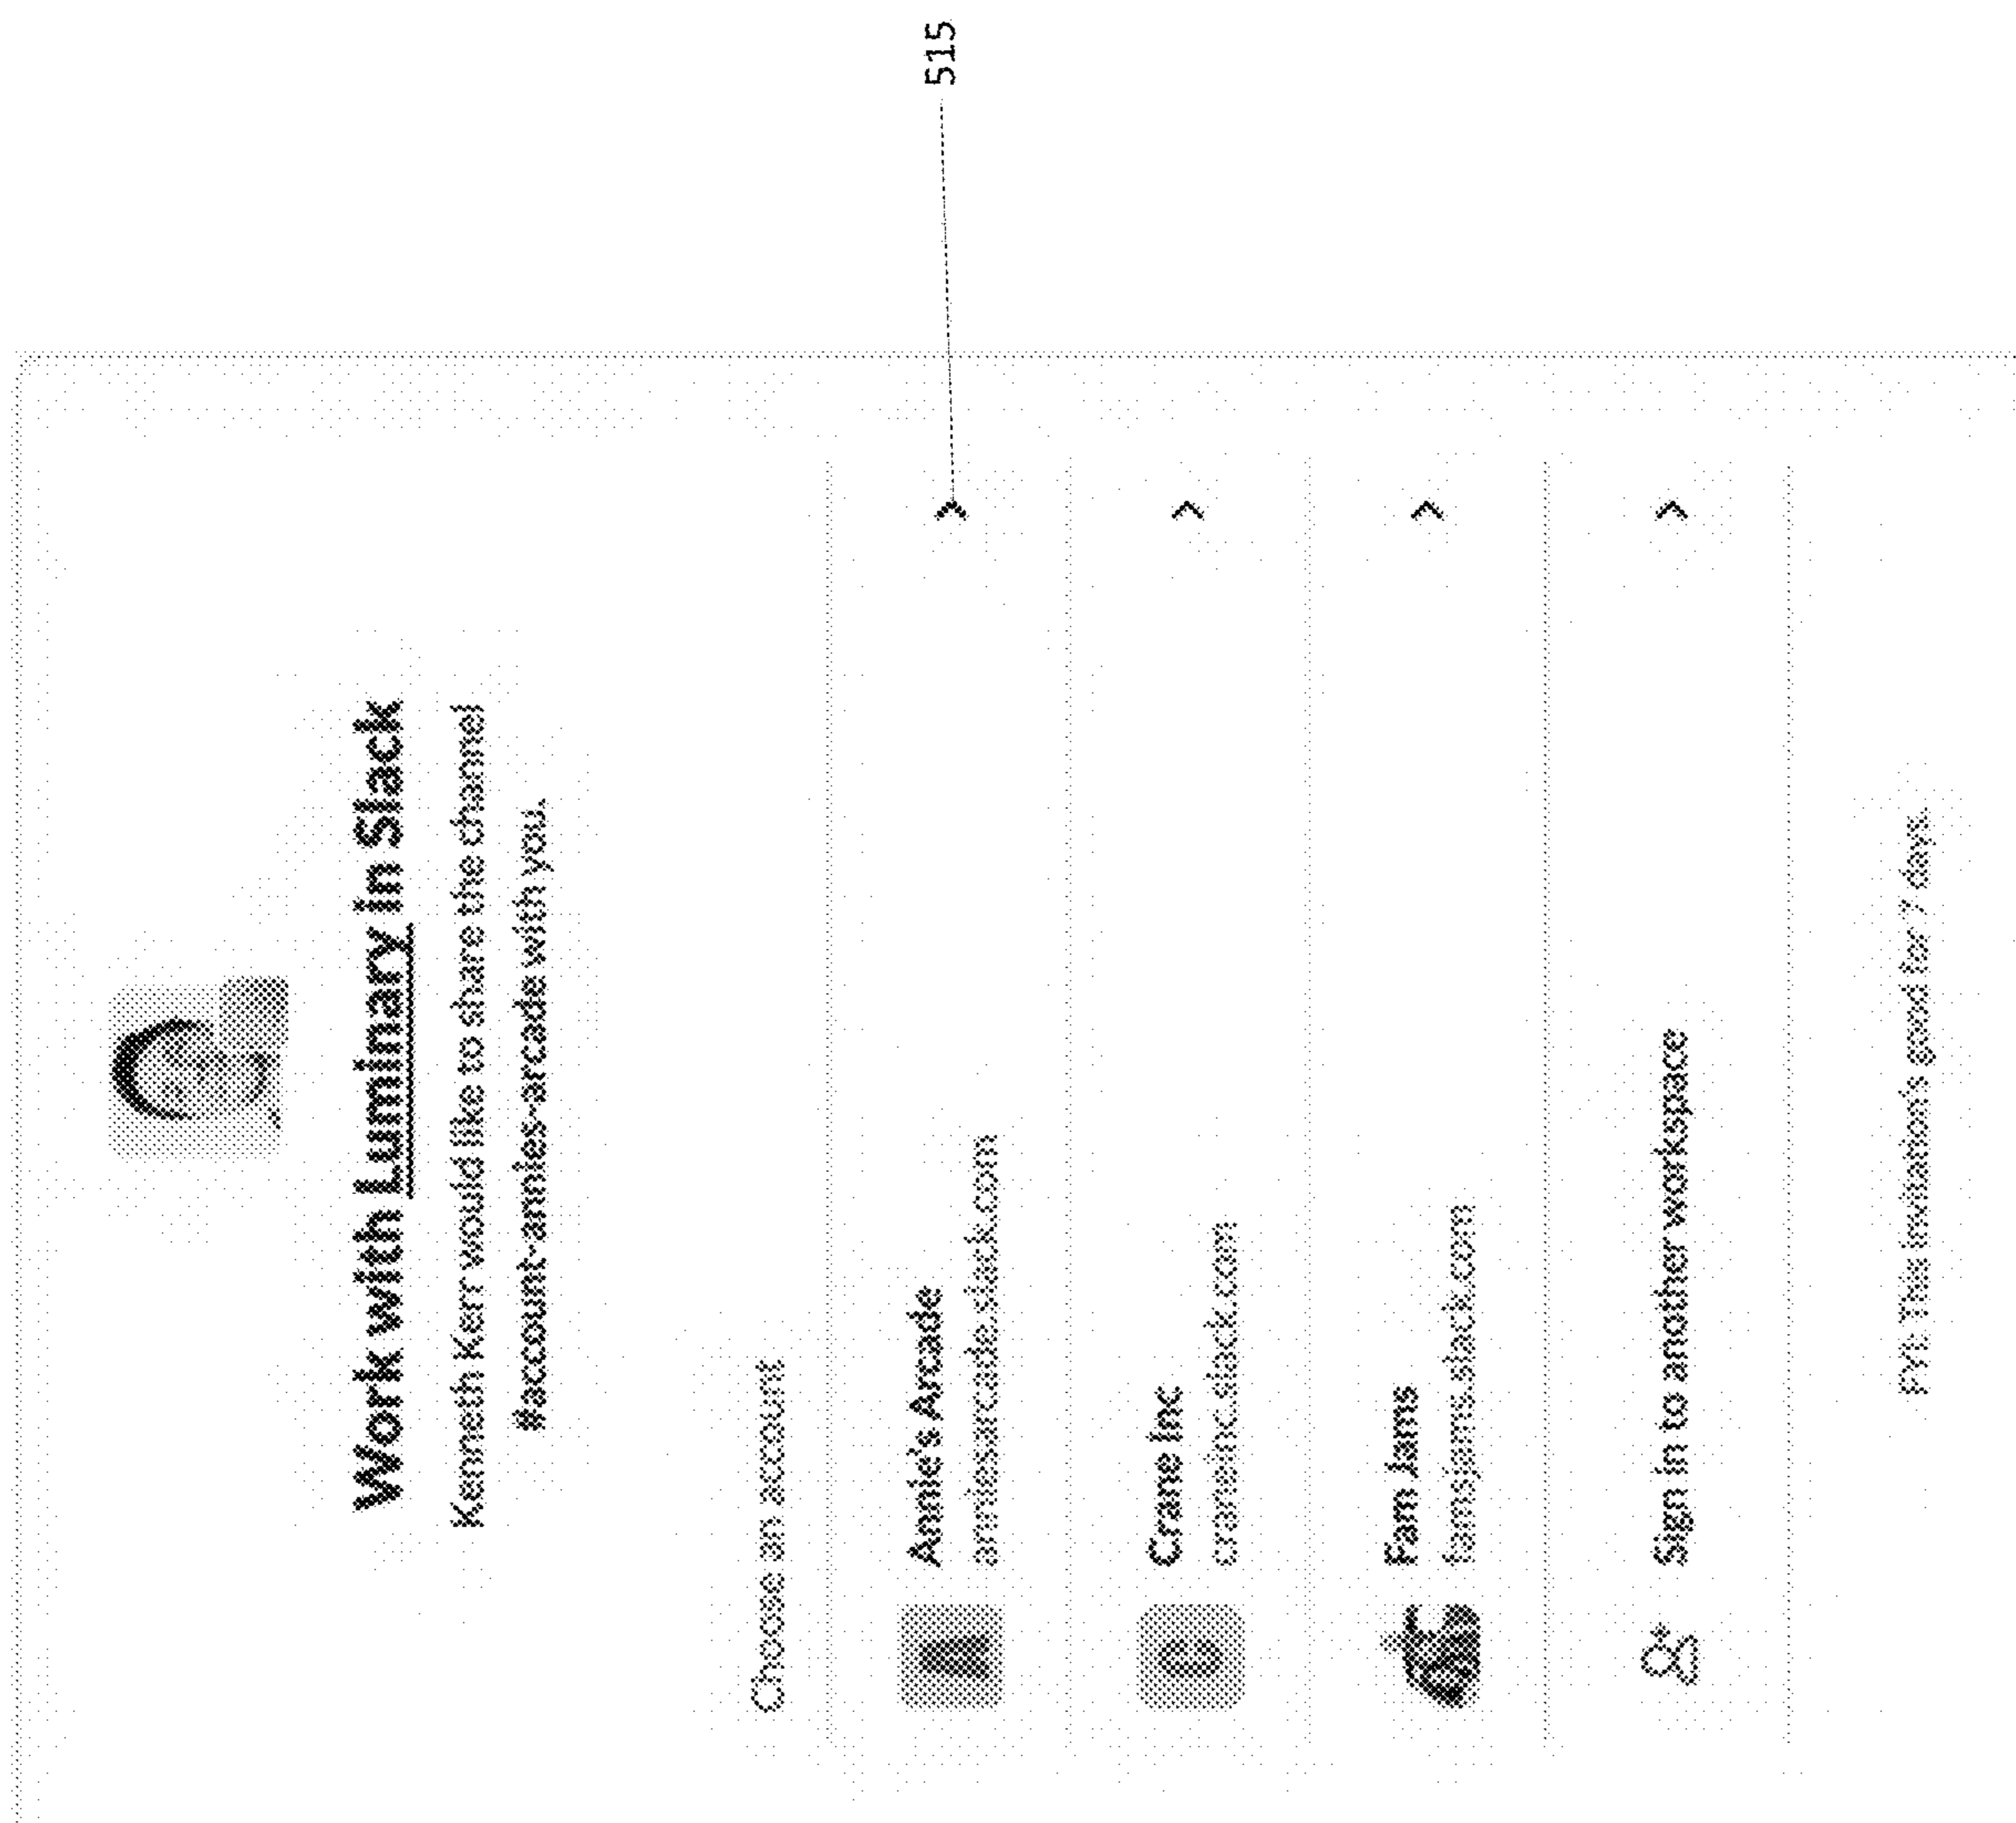 Work with Luminary in Slack
Kenneth Kerr would like to share the channel
#account-annies-arcade with you.
Choose an account
A
Annie's Arcade
anniesarcade.slack.com
515
C
Crane Inc
craneinc.slack.com
Fam Jams
famsjams.slack.com
Sign in to another workspace
FYI: This invitation's good for 7 days.